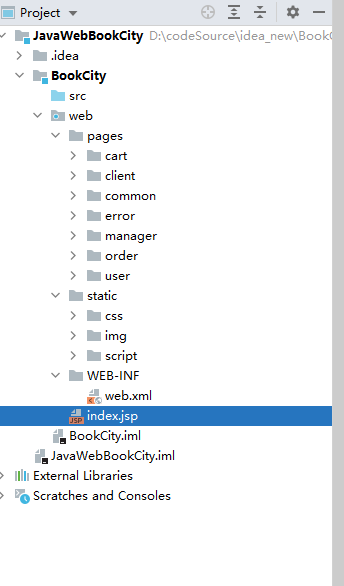 Project
JavaWebBookCity D:\codeSource\idea_new\BookC
.idea
BookCity
src
web
pages
cart
client
common
error
manager
order
user
static
css
img
script
WEB-INF
web.xml
JSP index.jsp
BookCity.iml
JavaWebBookCity.iml
External Libraries
Scratches and Consoles